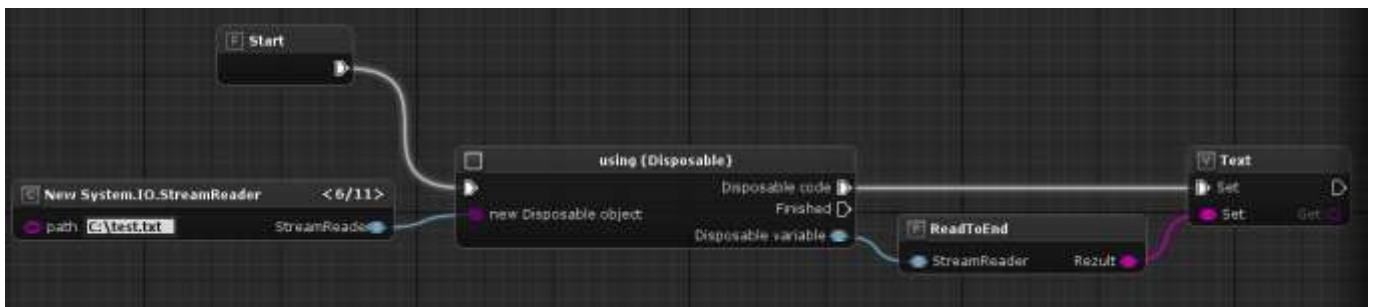 F Start
C New System.IO.StreamReader <6/11>
path C:\test.txt StreamReader
using {Disposable}
Disposable code
new Disposable object Finished
Disposable variable
F ReadToEnd
StreamReader Rezult
V Text
Set
Set Get